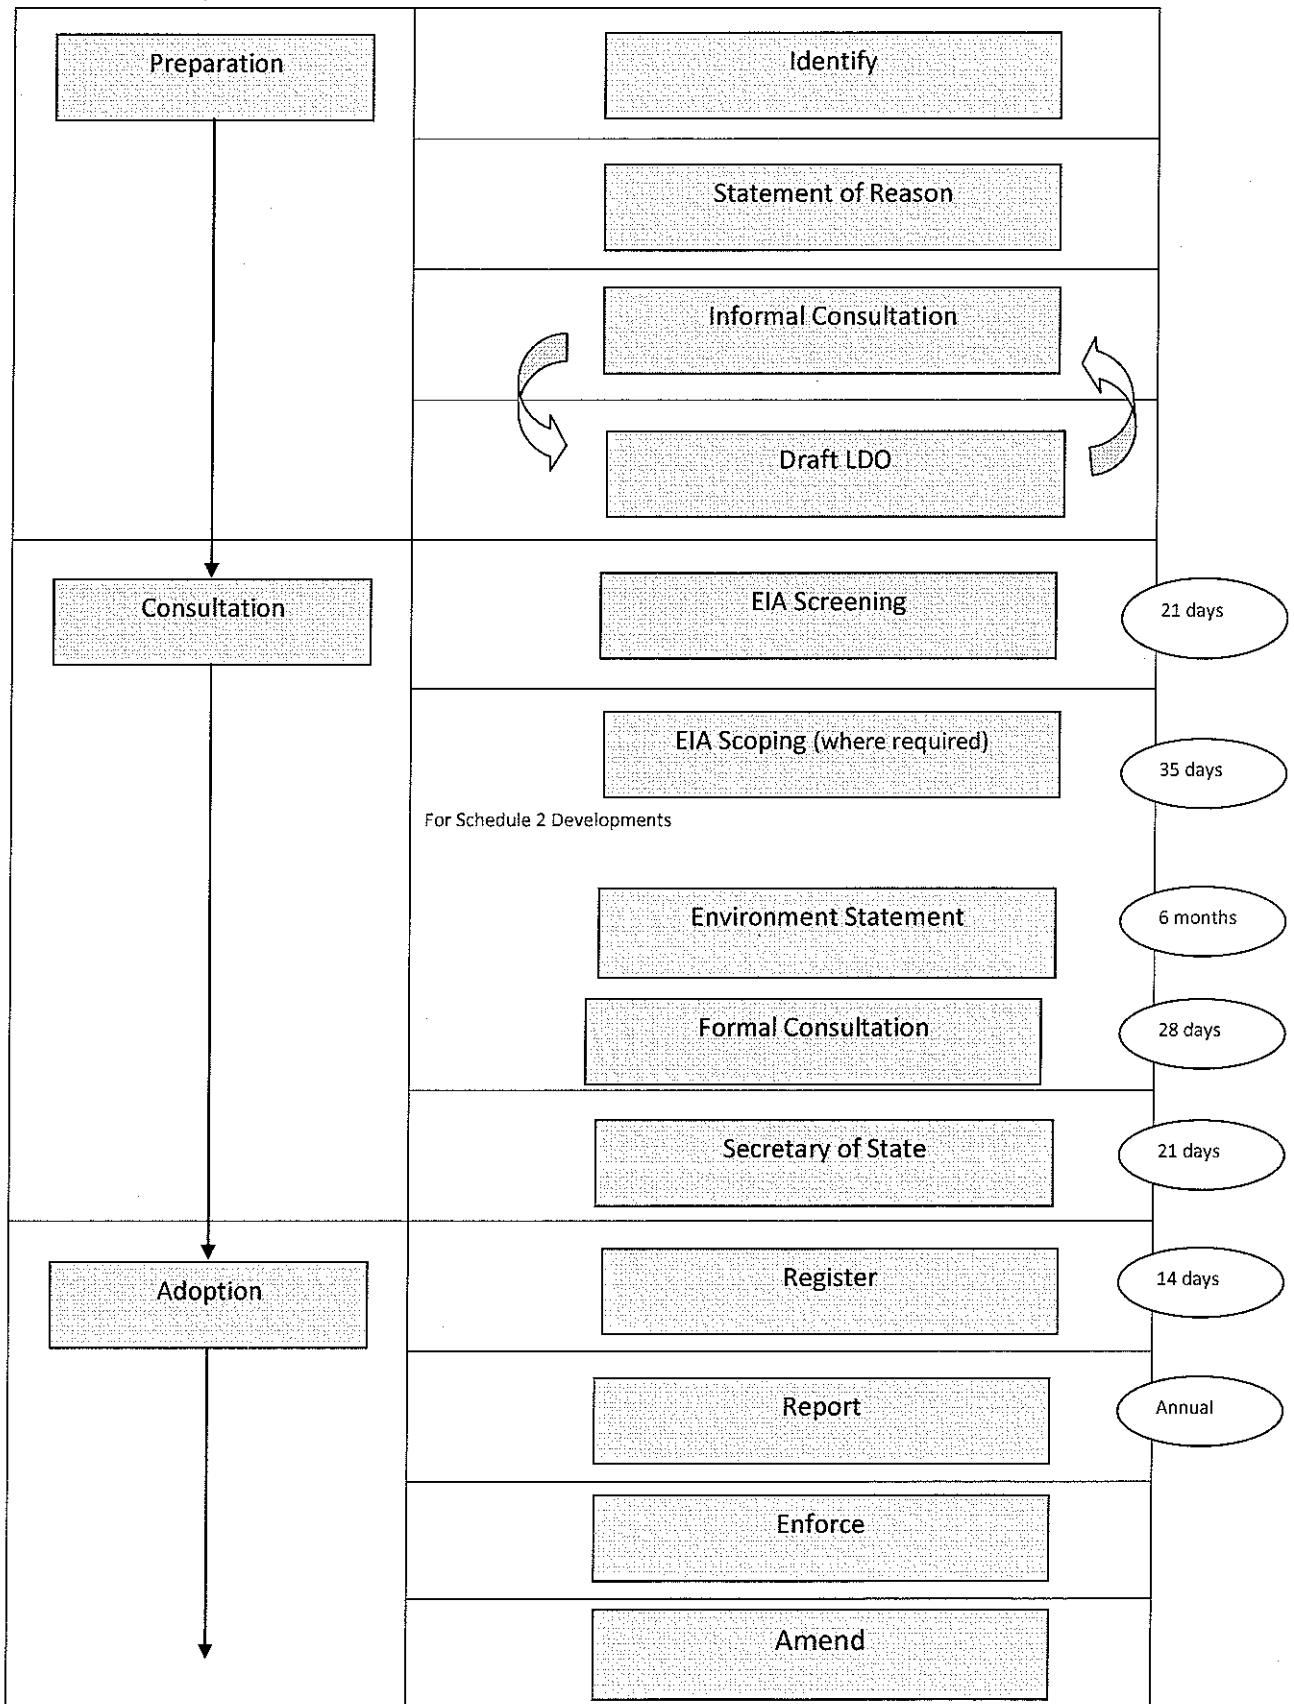 Preparation
Identify
Statement of Reason
Informal Consultation
Draft LDO
Consultation
EIA Screening
21 days
EIA Scoping (where required)
35 days
For Schedule 2 Developments
Environment Statement
6 months
Formal Consultation
28 days
Secretary of State
21 days
Adoption
Register
14 days
Report
Annual
Enforce
Amend